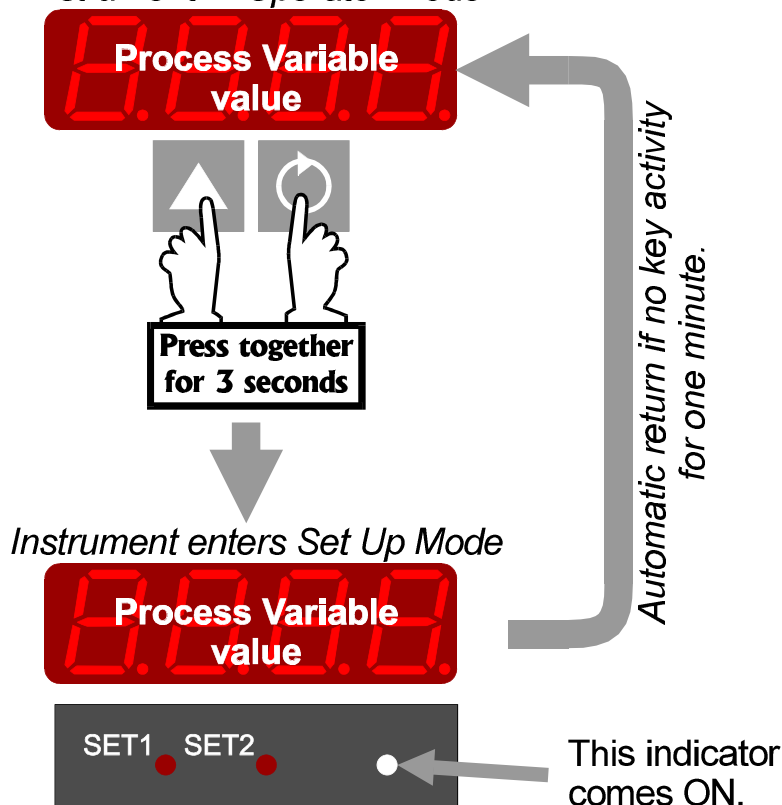 Process Variable
value
Press together
for 3 seconds
Automatic return if no key activity
for one minute.
Instrument enters Set Up Mode
Process Variable
value
SET1 SET2
This indicator
comes ON.